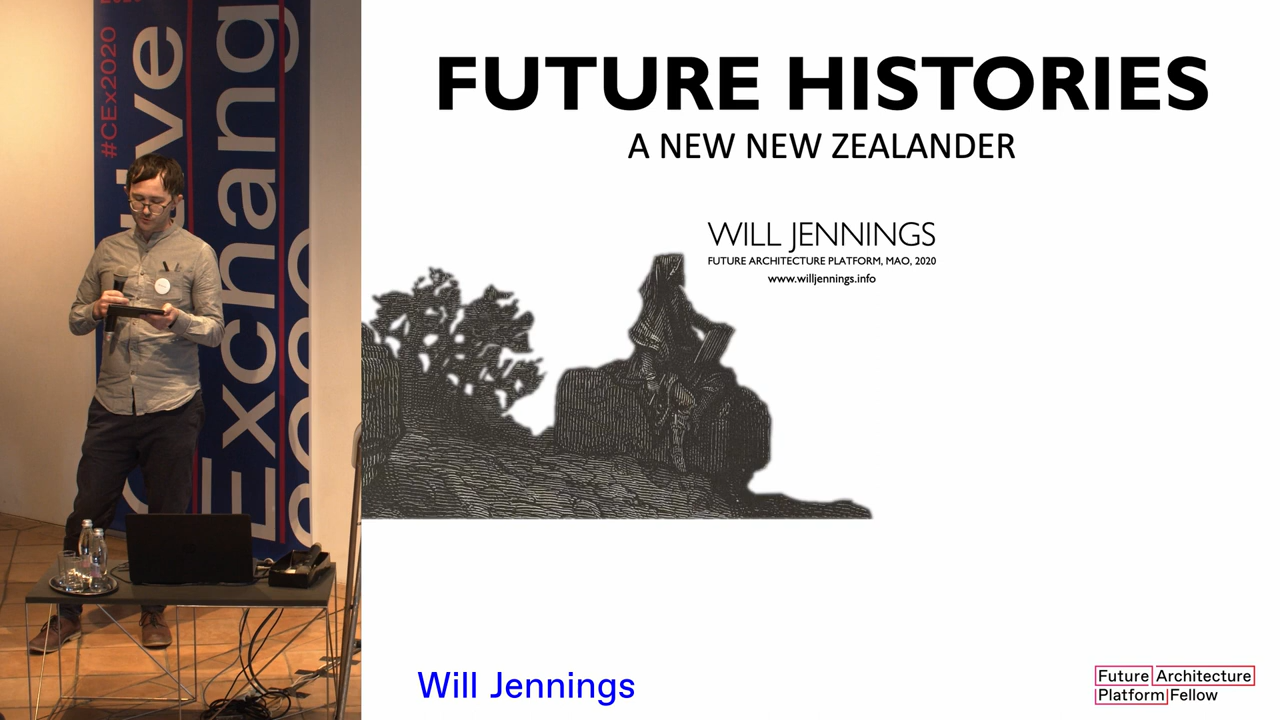 #CEx2020
Exchang
FUTURE HISTORIES
A NEW NEW ZEALANDER
WILL JENNINGS
FUTURE ARCHITECTURE PLATFORM, MAO, 2020
www.willjennings.info
Will Jennings
Future Architecture
Platform Fellow